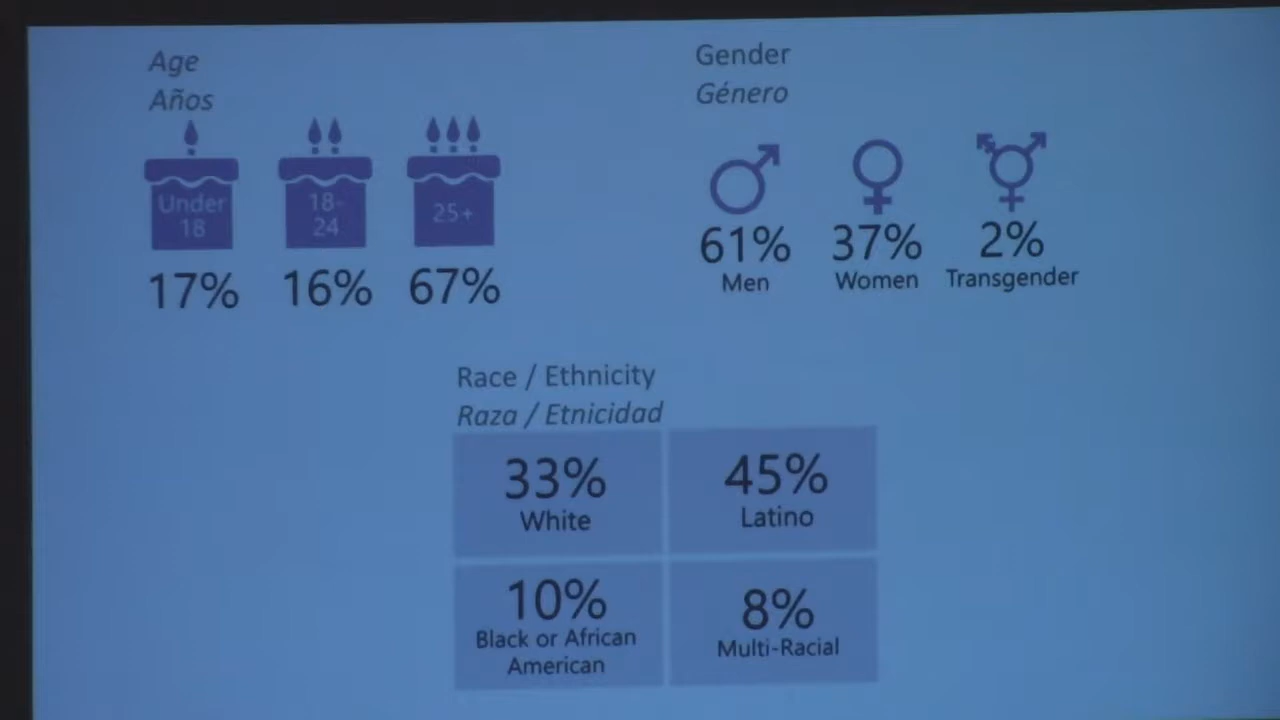 Age
Años
Under
18
18-
24
25+
17%
16%
67%
Gender
Género
61%
Men
37%
Women
2%
Transgender
Race / Ethnicity
Raza / Etnicidad
33%
White
45%
Latino
10%
Black or African
American
8%
Multi-Racial